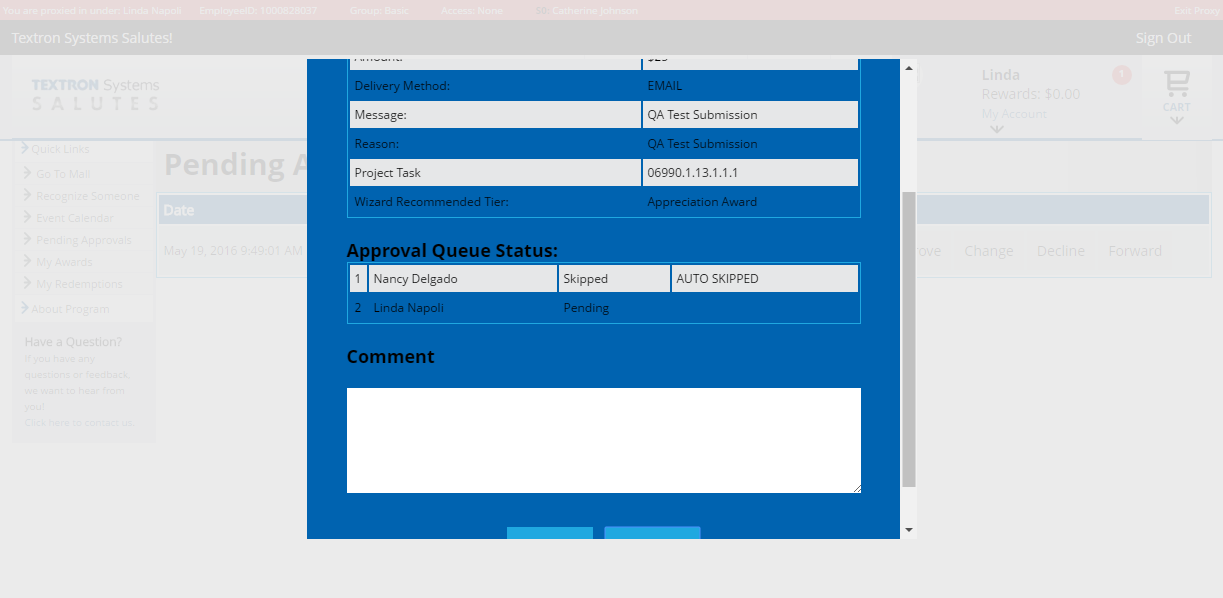 You are proxied in under: Linda Napoli EmployeeID: 1000828037 Group: Basic Access: None Catherine Johnson Exit Proxy
Textron Systems Salutes! Sign Out
TEXTRON Systems
SALUTES
Linda
Rewards: $0.00
My Account
1
CART
Quick Links
Go To Mall
Recognize Someone
Event Calendar
Pending Approvals
My Awards
My Redemptions
About Program
Have a Question?
If you have any
questions or feedback,
we want to hear from
you!
Click here to contact us.
Pending A
Date
May 19, 2016 9:49:01 AM
ove Change Decline Forward
Amount: $25
Delivery Method: EMAIL
Message: QA Test Submission
Reason: QA Test Submission
Project Task 06990.1.13.1.1.1
Wizard Recommended Tier: Appreciation Award
Approval Queue Status:
1 Nancy Delgado Skipped AUTO SKIPPED
2 Linda Napoli Pending
Comment